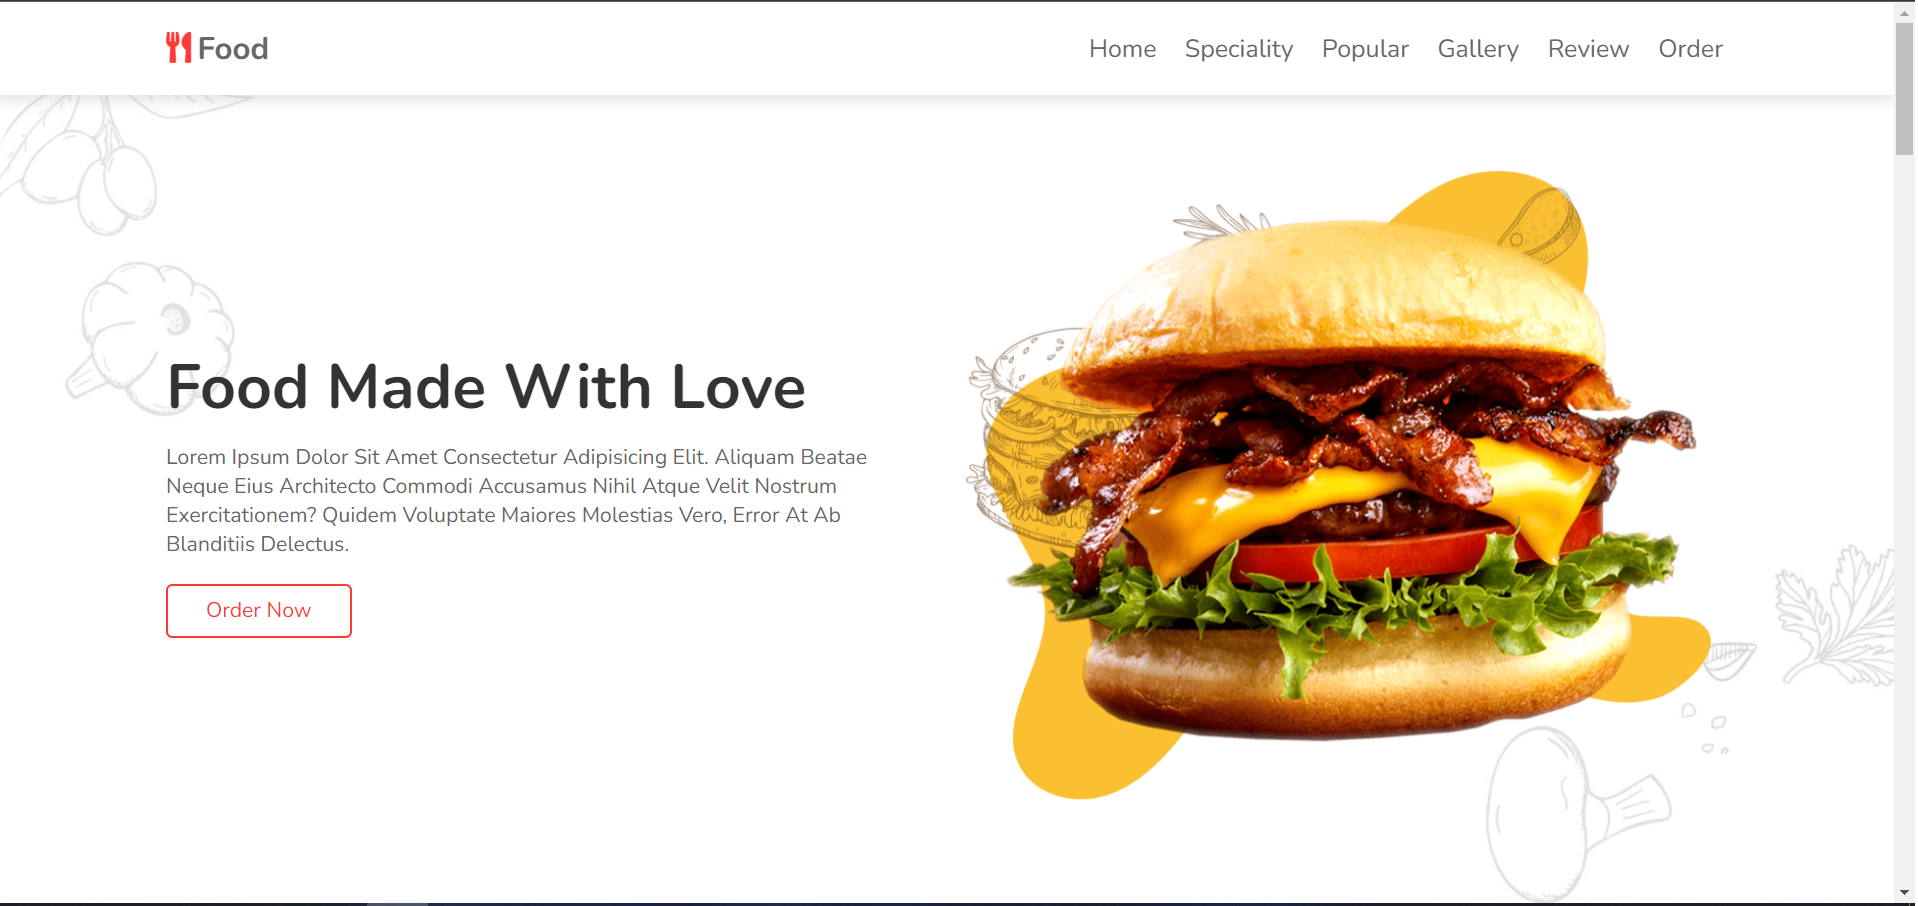 Food
Home Speciality Popular Gallery Review Order
Food Made With Love
Lorem Ipsum Dolor Sit Amet Consectetur Adipisicing Elit. Aliquam Beatae
Neque Eius Architecto Commodi Accusamus Nihil Atque Velit Nostrum
Exercitationem? Quidem Voluptate Maiores Molestias Vero, Error At Ab
Blanditiis Delectus.
Order Now